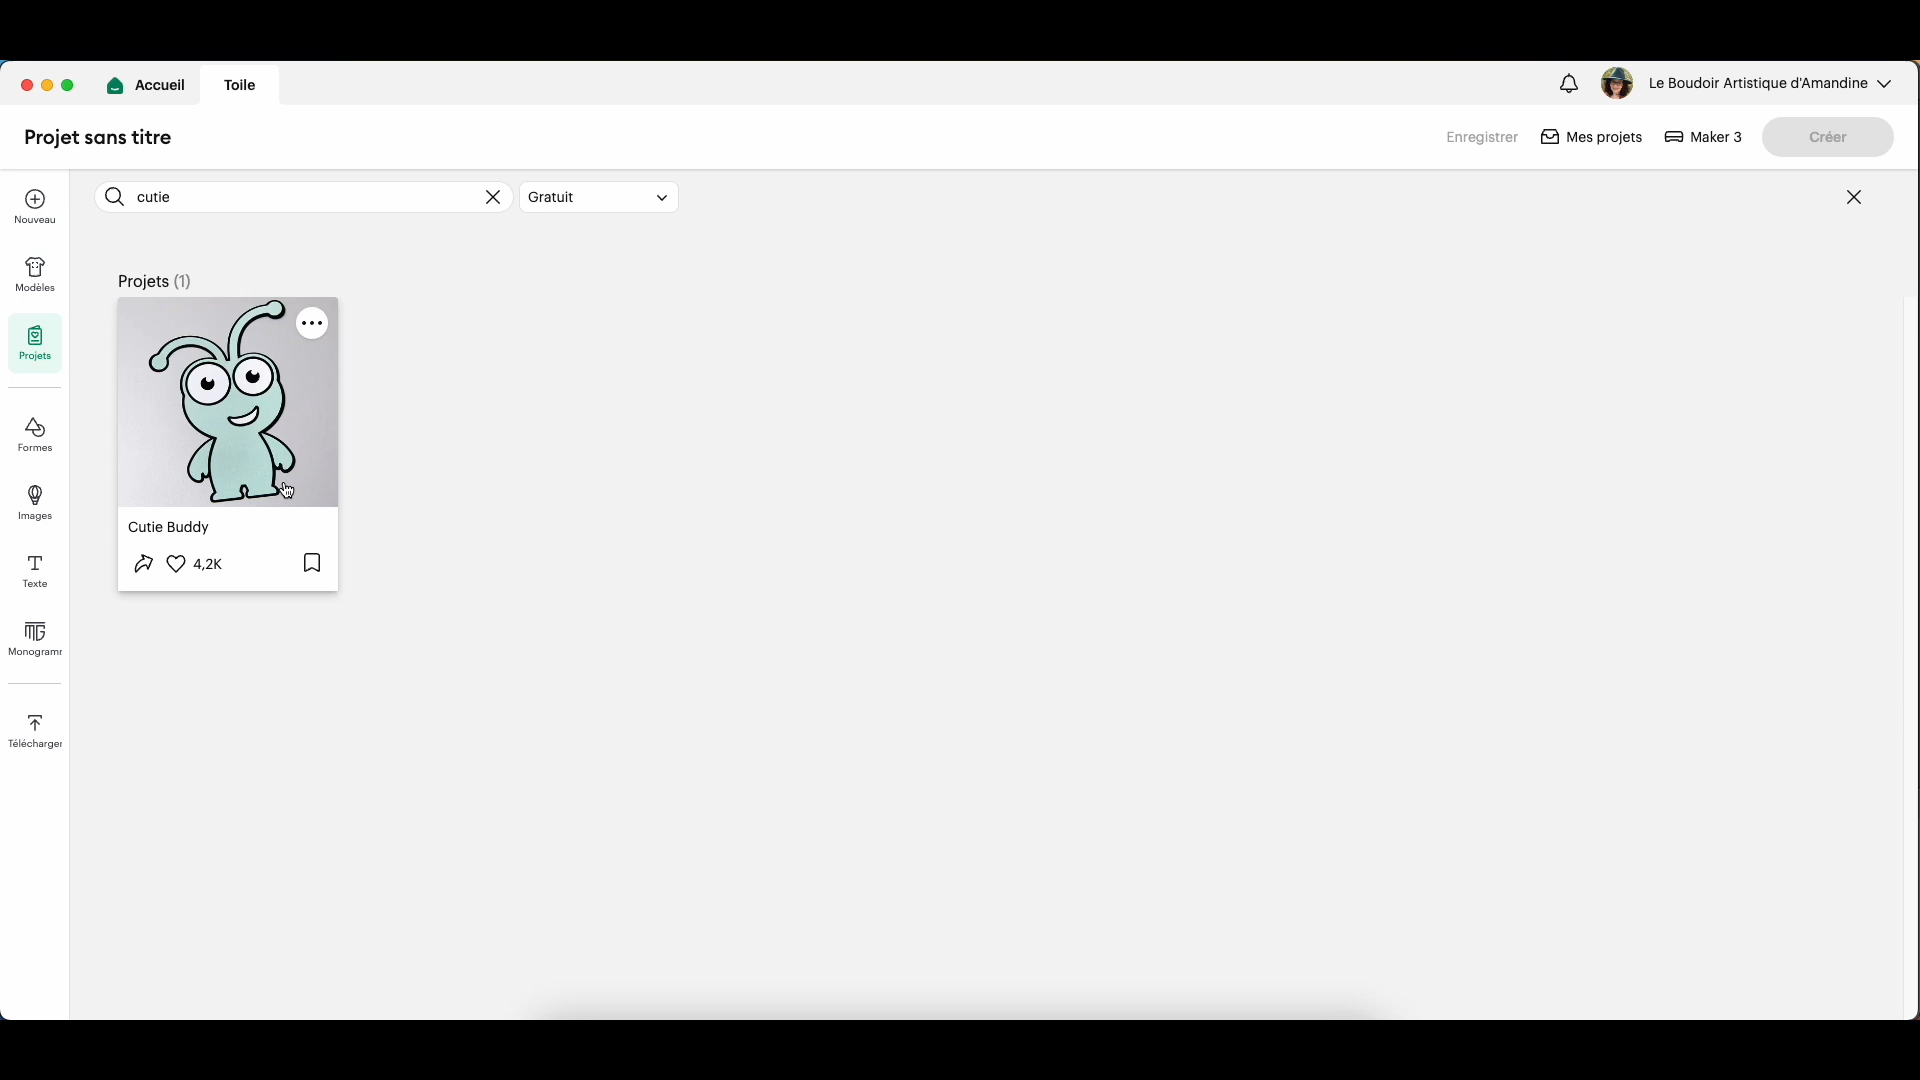 Accueil
Toile
Le Boudoir Artistique d'Amandine
Projet sans titre
Enregistrer
Mes projets
Maker 3
Créer
Nouveau
Modèles
Projets
Formes
Images
Texte
Monogramm
Télécharger
cutie
Gratuit
Projets (1)
Cutie Buddy
4,2K